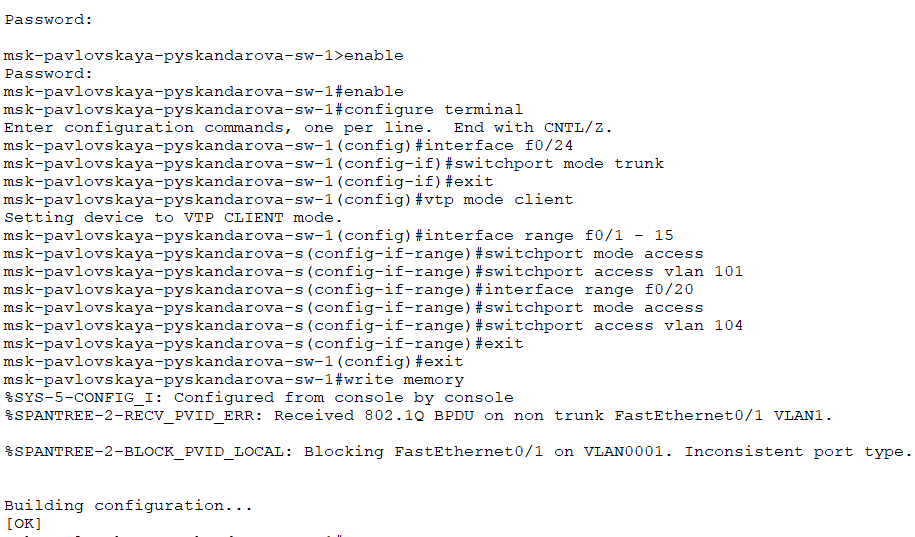 Password:
msk-pavlovskaya-pyskandarova-sw-1>enable
Password:
msk-pavlovskaya-pyskandarova-sw-1#enable
msk-pavlovskaya-pyskandarova-sw-1#configure terminal
Enter configuration commands, one per line.  End with CNTL/Z.
msk-pavlovskaya-pyskandarova-sw-1(config)#interface f0/24
msk-pavlovskaya-pyskandarova-sw-1(config-if)#switchport mode trunk
msk-pavlovskaya-pyskandarova-sw-1(config-if)#exit
msk-pavlovskaya-pyskandarova-sw-1(config)#vtp mode client
Setting device to VTP CLIENT mode.
msk-pavlovskaya-pyskandarova-sw-1(config)#interface range f0/1 - 15
msk-pavlovskaya-pyskandarova-s(config-if-range)#switchport mode access
msk-pavlovskaya-pyskandarova-s(config-if-range)#switchport access vlan 101
msk-pavlovskaya-pyskandarova-s(config-if-range)#interface range f0/20
msk-pavlovskaya-pyskandarova-s(config-if-range)#switchport mode access
msk-pavlovskaya-pyskandarova-s(config-if-range)#switchport access vlan 104
msk-pavlovskaya-pyskandarova-s(config-if-range)#exit
msk-pavlovskaya-pyskandarova-sw-1(config)#exit
msk-pavlovskaya-pyskandarova-sw-1#write memory
%SYS-5-CONFIG_I: Configured from console by console
%SPANTREE-2-RECV_PVID_ERR: Received 802.1Q BPDU on non trunk FastEthernet0/1 VLAN1.
%SPANTREE-2-BLOCK_PVID_LOCAL: Blocking FastEthernet0/1 on VLAN0001. Inconsistent port type.
Building configuration...
[OK]